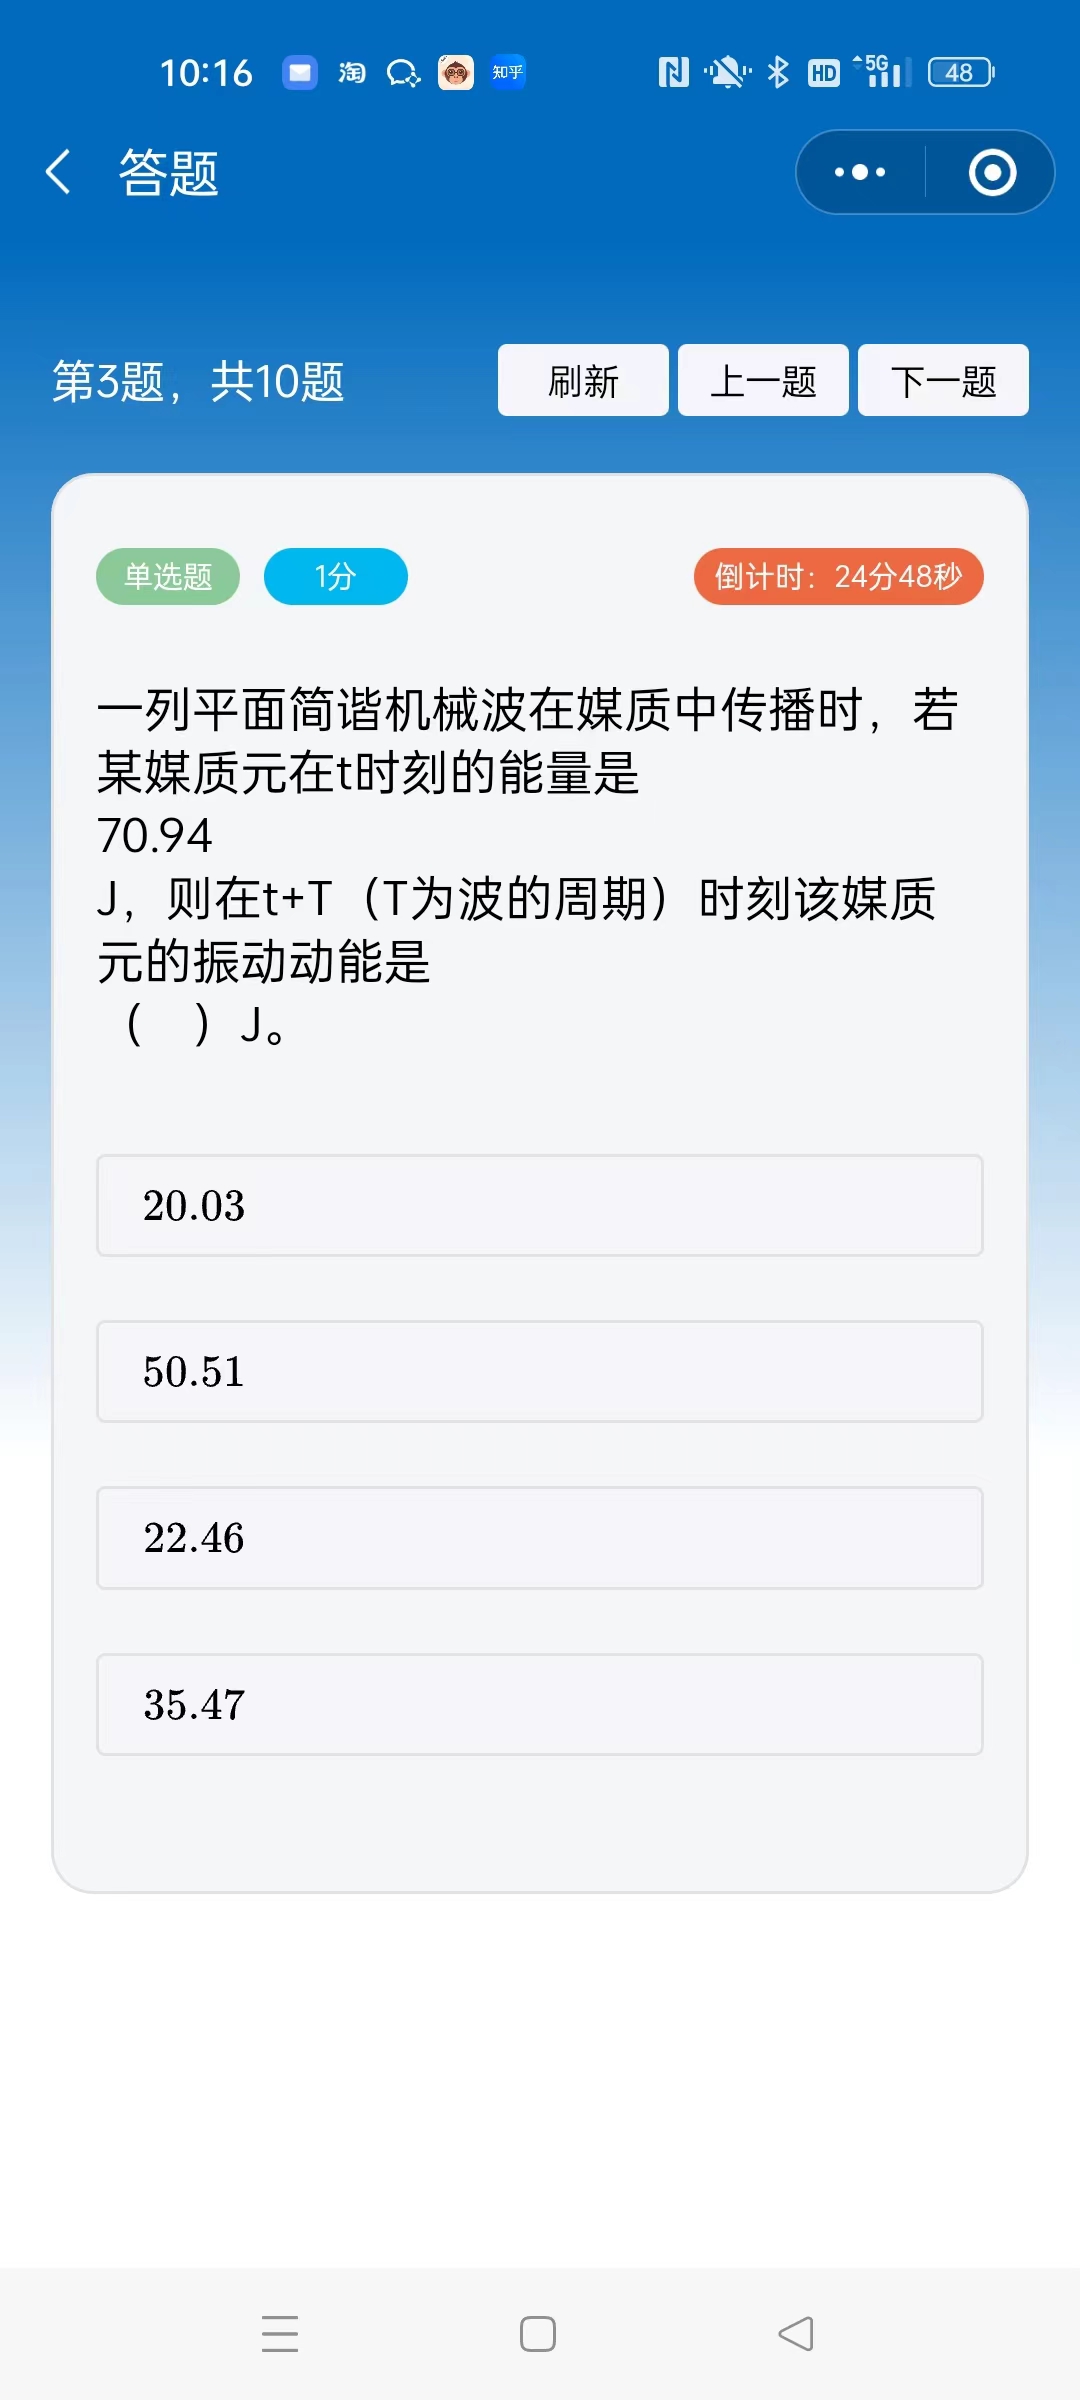 10:16 淘 知乎 HD 5G 48
答题
第3题，共10题 刷新 上一题 下一题
单选题 1分 倒计时：24分48秒
一列平面简谐机械波在媒质中传播时，若
某媒质元在t时刻的能量是
70.94
J，则在t+T（T为波的周期）时刻该媒质
元的振动动能是
（ ）J。
20.03
50.51
22.46
35.47